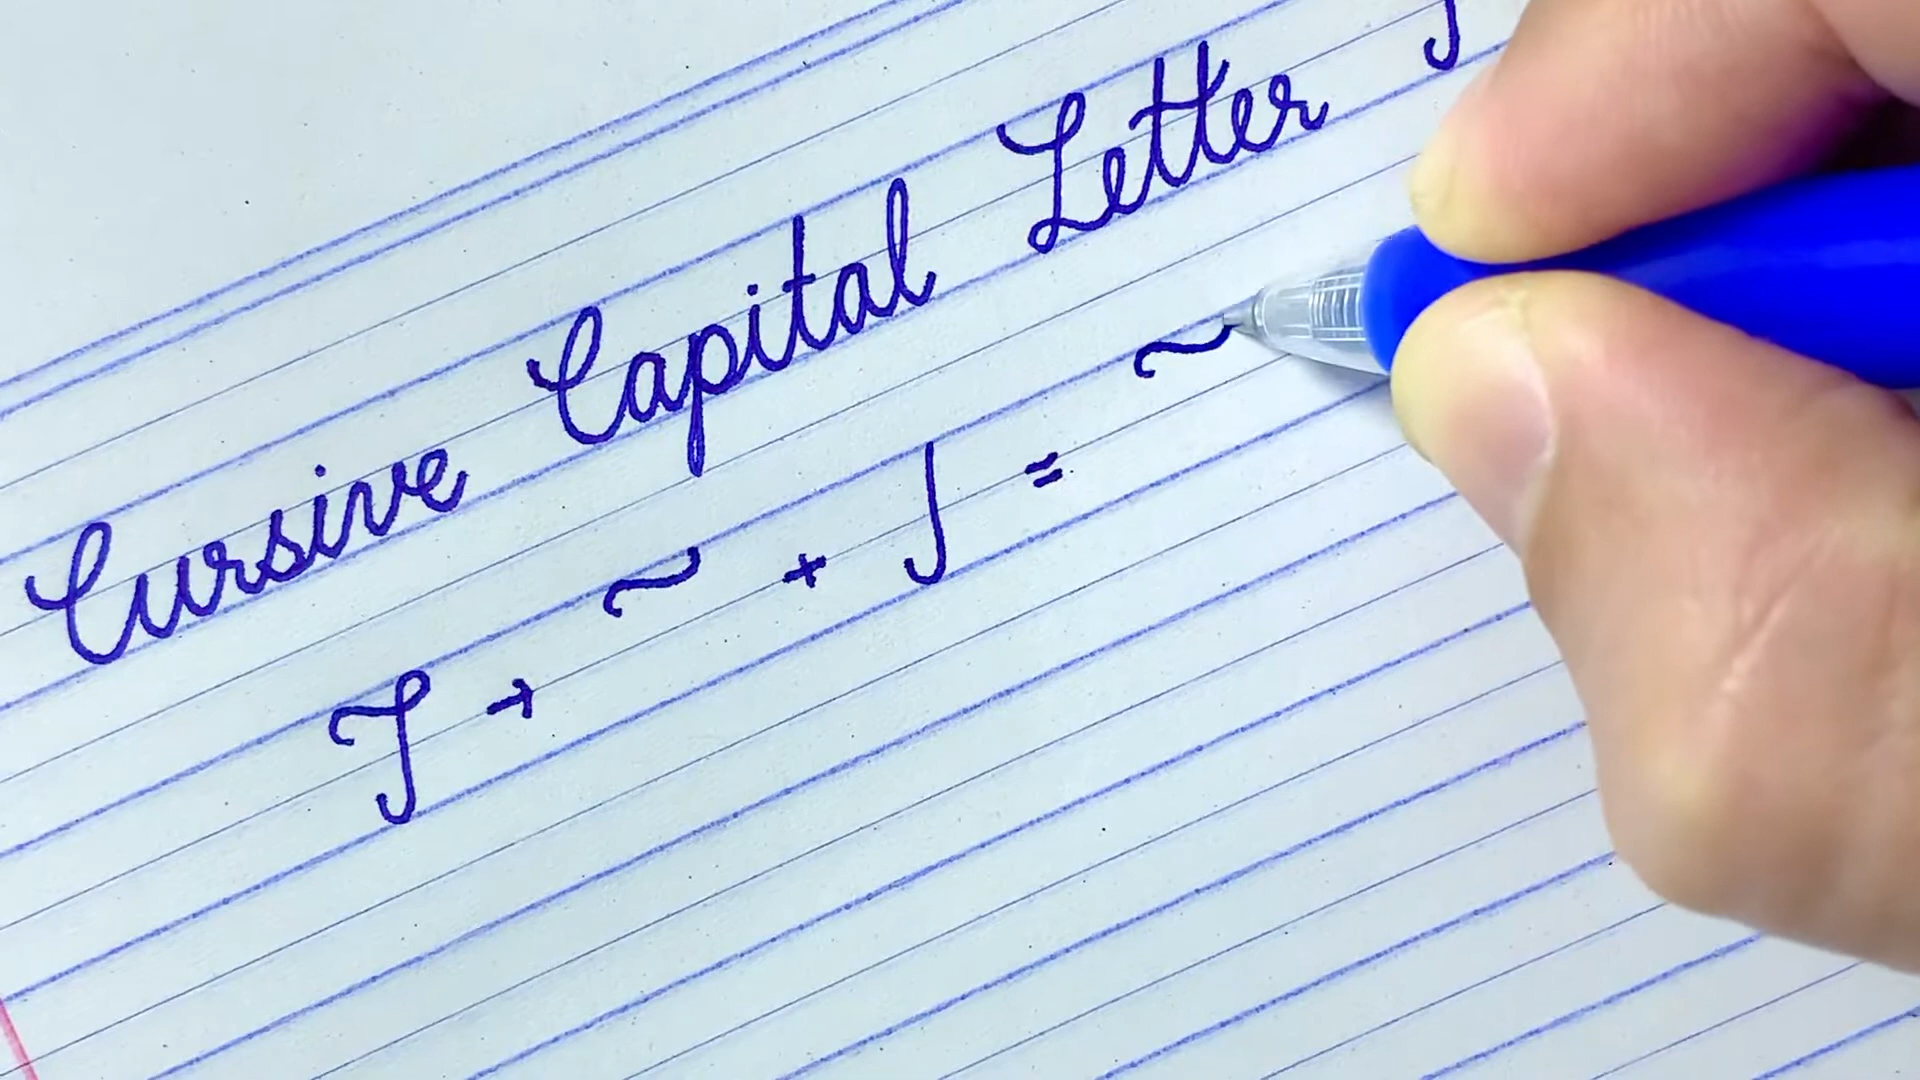 Cursive Capital Letter
T → ~ + J = ~